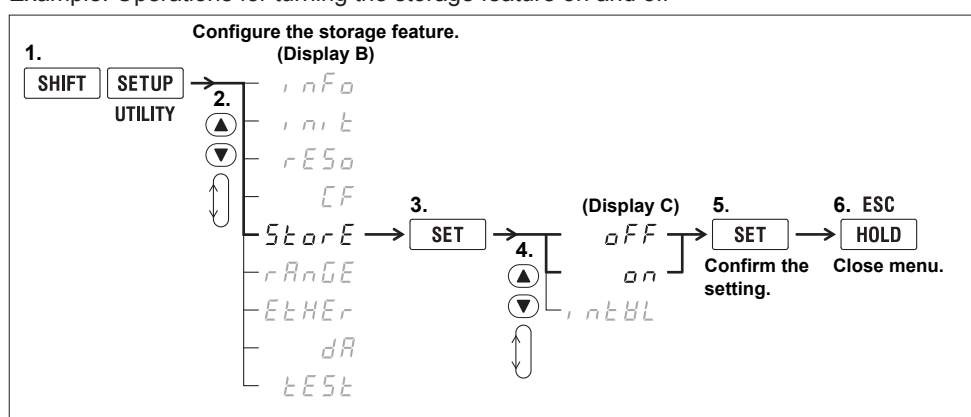 Example: Operations for turning the storage feature on and off
Configure the storage feature.
(Display B)
1.
SHIFT SETUP
UTILITY
2.
inFo
init
rESo
CF
StorE
rAnGE
EtHEr
dA
tESt
3.
SET
4.
(Display C)
oFF
on
intVL
5.
SET
Confirm the
setting.
6. ESC
HOLD
Close menu.